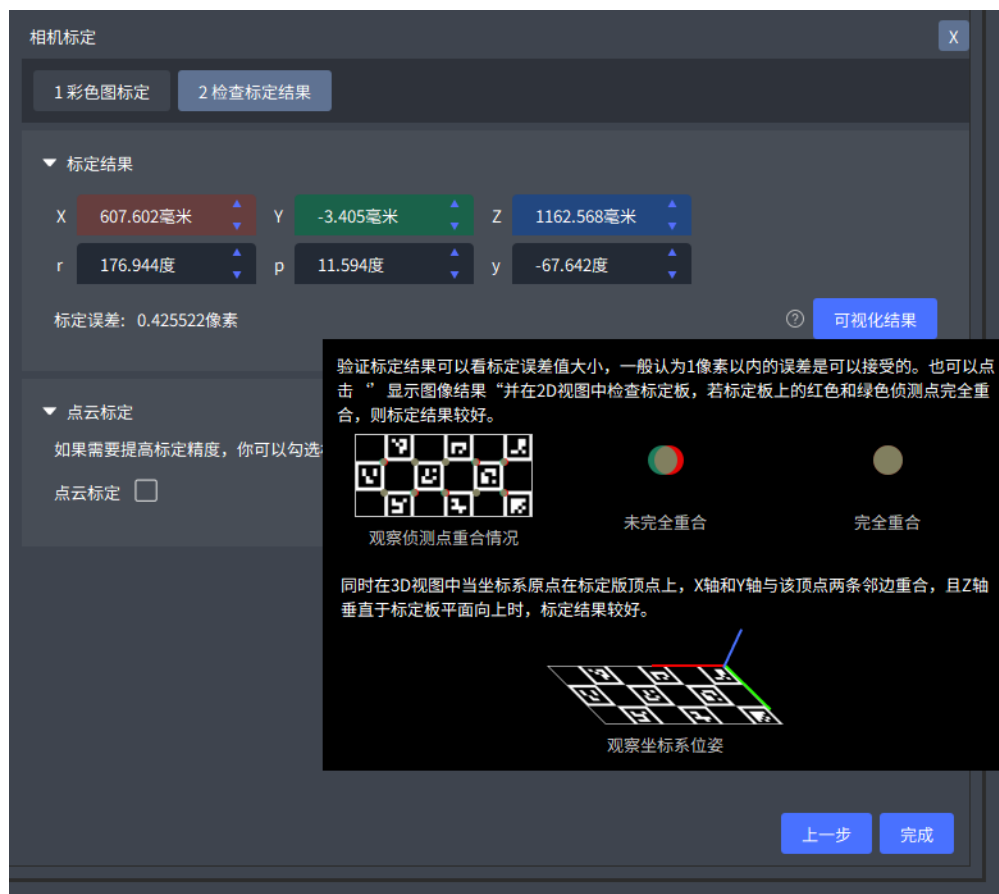 相机标定
X
1 彩色图标定
2 检查标定结果
标定结果
X 607.602毫米 Y -3.405毫米 Z 1162.568毫米
r 176.944度 p 11.594度 y -67.642度
标定误差: 0.425522像素
?
可视化结果
验证标定结果可以看标定误差值大小，一般认为1像素以内的误差是可以接受的。也可以点
击“” 显示图像结果“并在2D视图中检查标定板，若标定板上的红色和绿色侦测点完全重
合，则标定结果较好。
观察侦测点重合情况
未完全重合
完全重合
同时在3D视图中当坐标系原点在标定版顶点上，X轴和Y轴与该顶点两条邻边重合，且Z轴
垂直于标定板平面向上时，标定结果较好。
观察坐标系位姿
点云标定
如果需要提高标定精度，你可以勾选
点云标定
上一步
完成